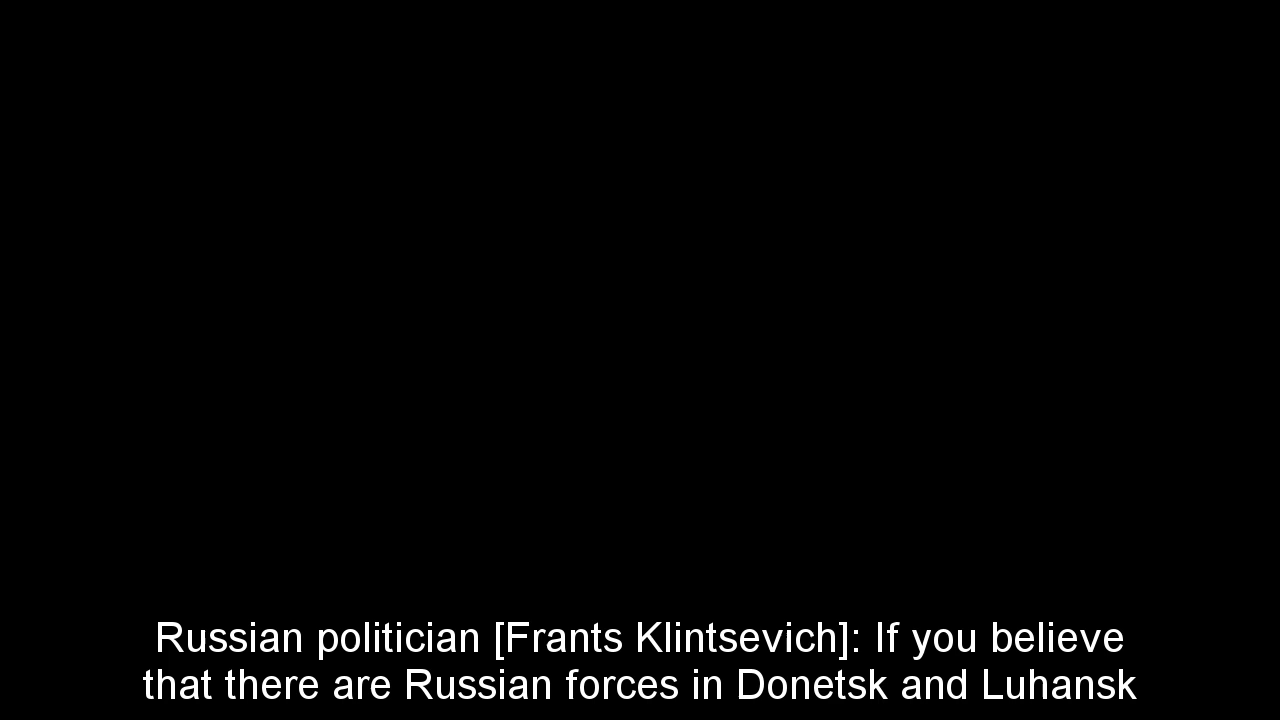 Russian politician [Frants Klintsevich]: If you believe
that there are Russian forces in Donetsk and Luhansk